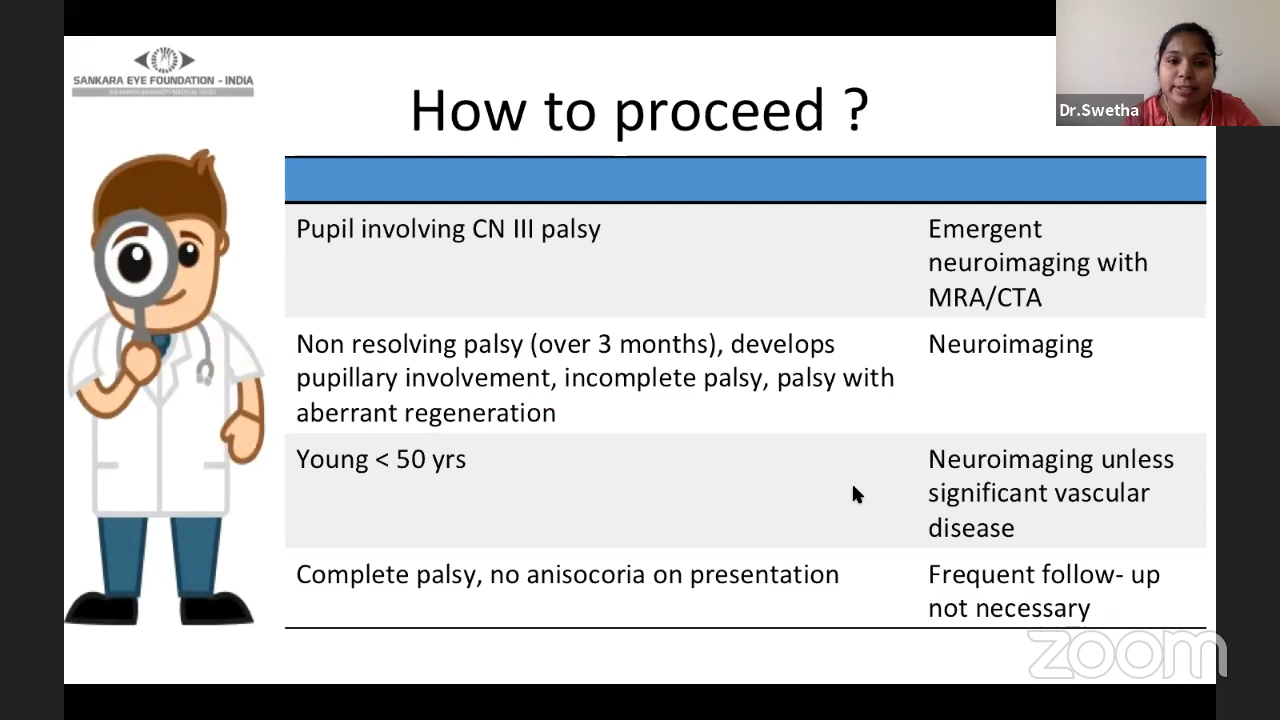 SANKARA EYE FOUNDATION - INDIA
How to proceed ?
Dr.Swetha
Pupil involving CN III palsy
Emergent
neuroimaging with
MRA/CTA
Non resolving palsy (over 3 months), develops
pupillary involvement, incomplete palsy, palsy with
aberrant regeneration
Neuroimaging
Young < 50 yrs
Neuroimaging unless
significant vascular
disease
Complete palsy, no anisocoria on presentation
Frequent follow- up
not necessary
zoom